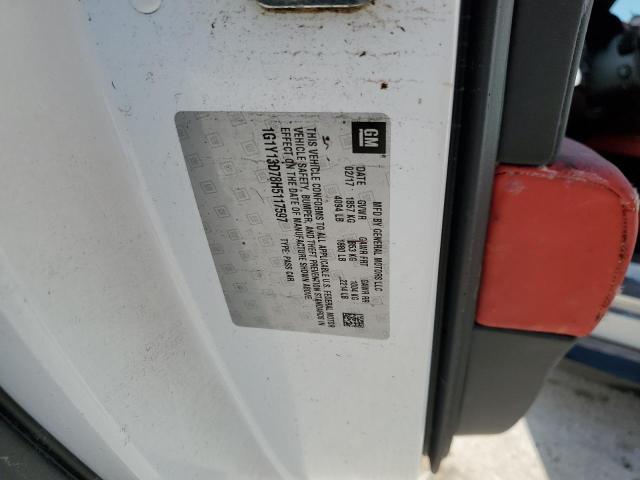 GM
MFD BY GENERAL MOTORS LLC
DATE GVWR GAWR FRT GAWR RR
02/17 1857 KG 853 KG 1004 KG
4094 LB 1880 LB 2214 LB
THIS VEHICLE CONFORMS TO ALL APPLICABLE U.S. FEDERAL MOTOR
VEHICLE SAFETY, BUMPER, AND THEFT PREVENTION STANDARDS IN
EFFECT ON THE DATE OF MANUFACTURE SHOWN ABOVE.
1G1Y13D78H5117597 TYPE: PASS CAR